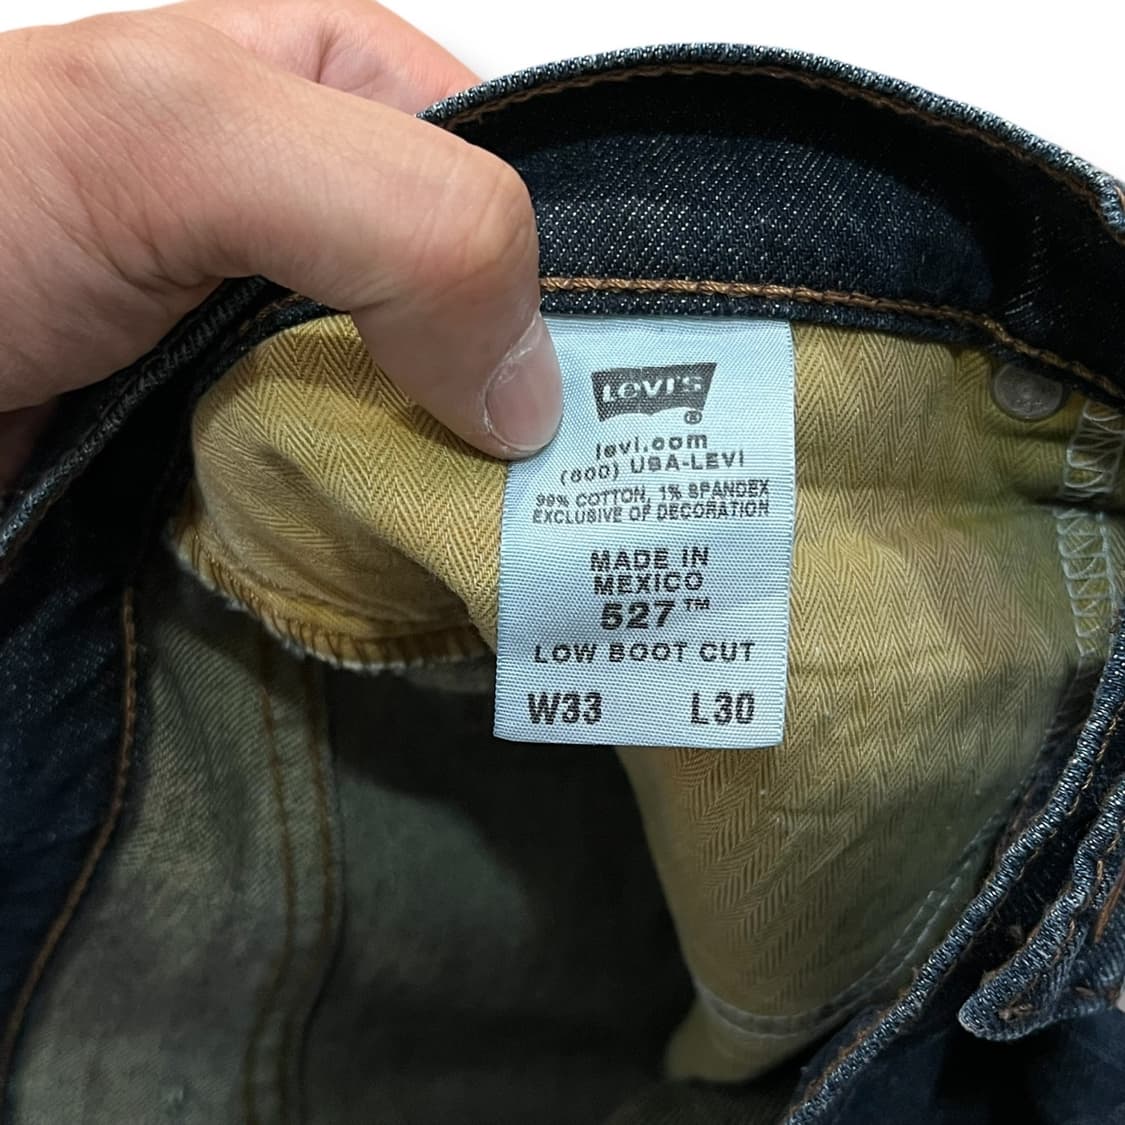 LEVI'S ®
levi.com
(800) USA-LEVI
99% COTTON, 1% SPANDEX
EXCLUSIVE OF DECORATION
MADE IN
MEXICO
527™
LOW BOOT CUT
W33 L30